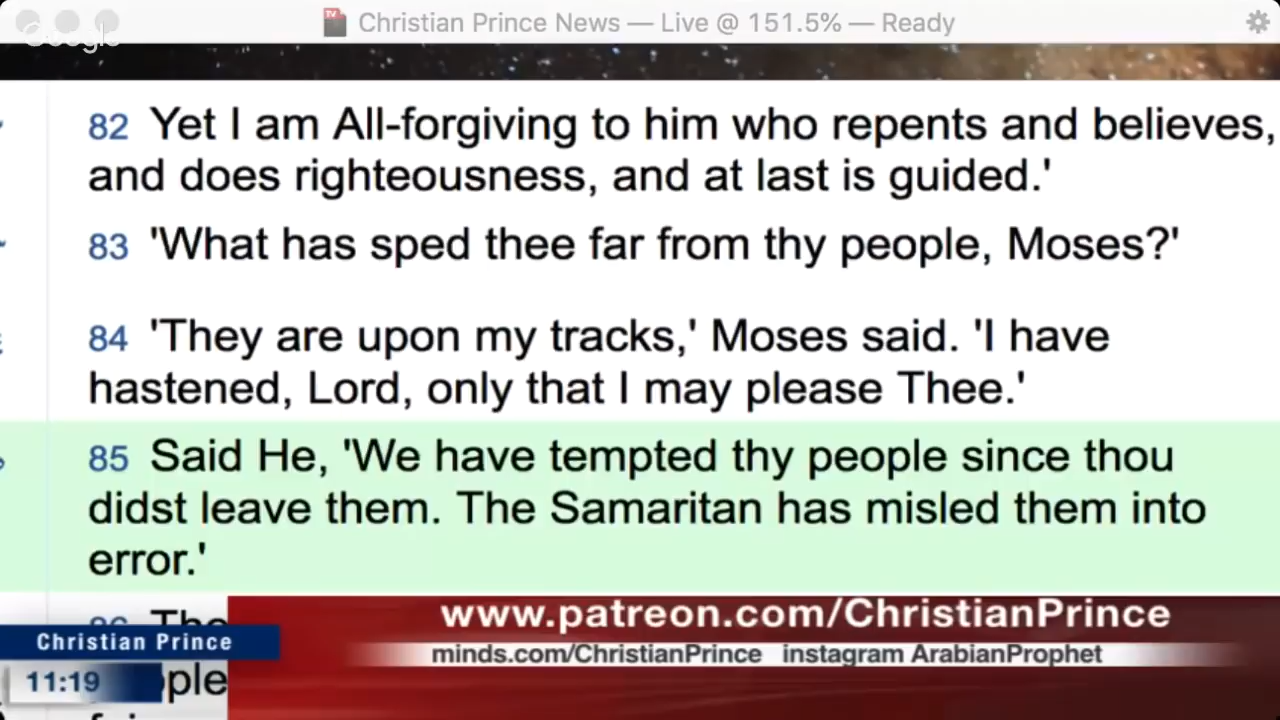 Christian Prince News — Live @ 151.5% — Ready
Google
82 Yet I am All-forgiving to him who repents and believes,
and does righteousness, and at last is guided.'
83 'What has sped thee far from thy people, Moses?'
84 'They are upon my tracks,' Moses said. 'I have
hastened, Lord, only that I may please Thee.'
85 Said He, 'We have tempted thy people since thou
didst leave them. The Samaritan has misled them into
error.'
www.patreon.com/ChristianPrince
Christian Prince
minds.com/ChristianPrince instagram ArabianProphet
11:19